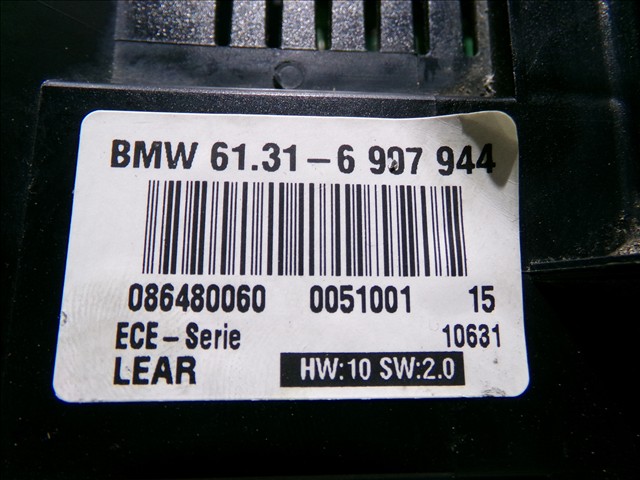 BMW 61.31-6 907 944
086480060 0051001 15
ECE-Serie 10631
LEAR HW:10 SW:2.0